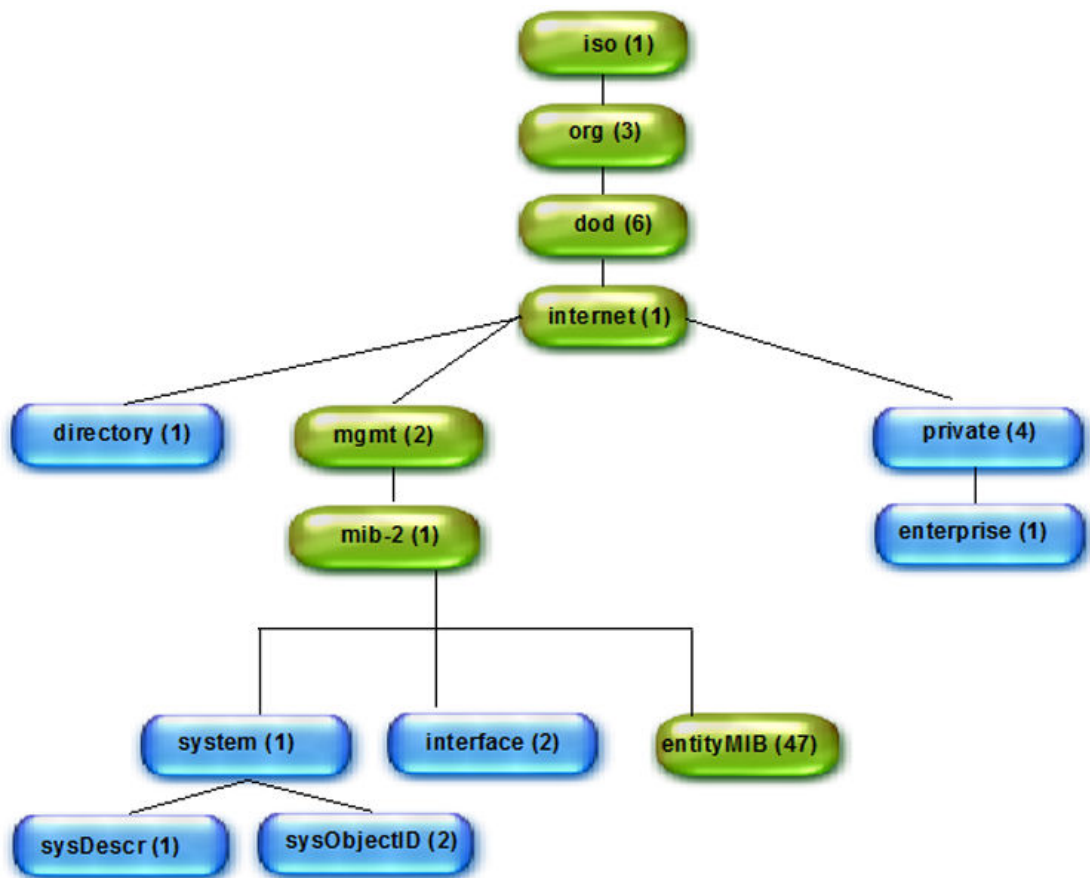 iso (1)
org (3)
dod (6)
internet (1)
directory (1)
mgmt (2)
private (4)
mib-2 (1)
enterprise (1)
system (1)
interface (2)
entityMIB (47)
sysDescr (1)
sysObjectID (2)